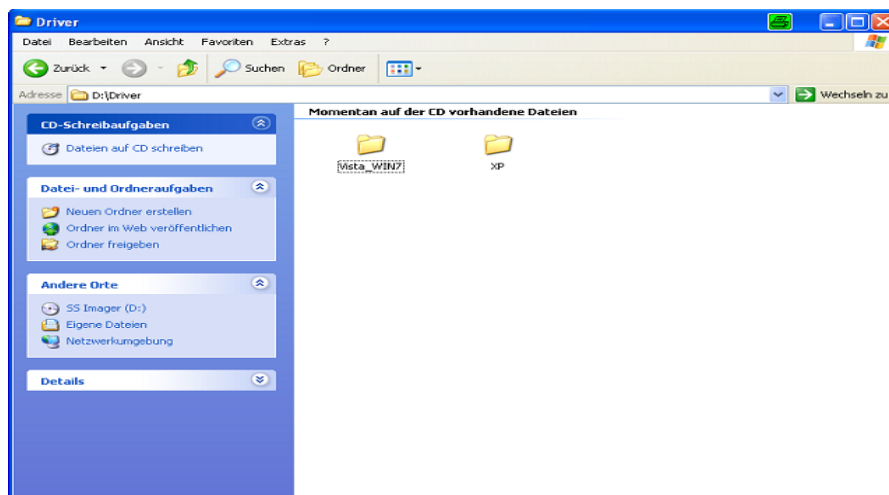 Driver
Datei Bearbeiten Ansicht Favoriten Extras ?
Zurück Suchen Ordner
Adresse D:\Driver Wechseln zu
Momentan auf der CD vorhandene Dateien
CD-Schreibaufgaben
Dateien auf CD schreiben
Vista_WIN7 XP
Datei- und Ordneraufgaben
Neuen Ordner erstellen
Ordner im Web veröffentlichen
Ordner freigeben
Andere Orte
SS Imager (D:)
Eigene Dateien
Netzwerkumgebung
Details